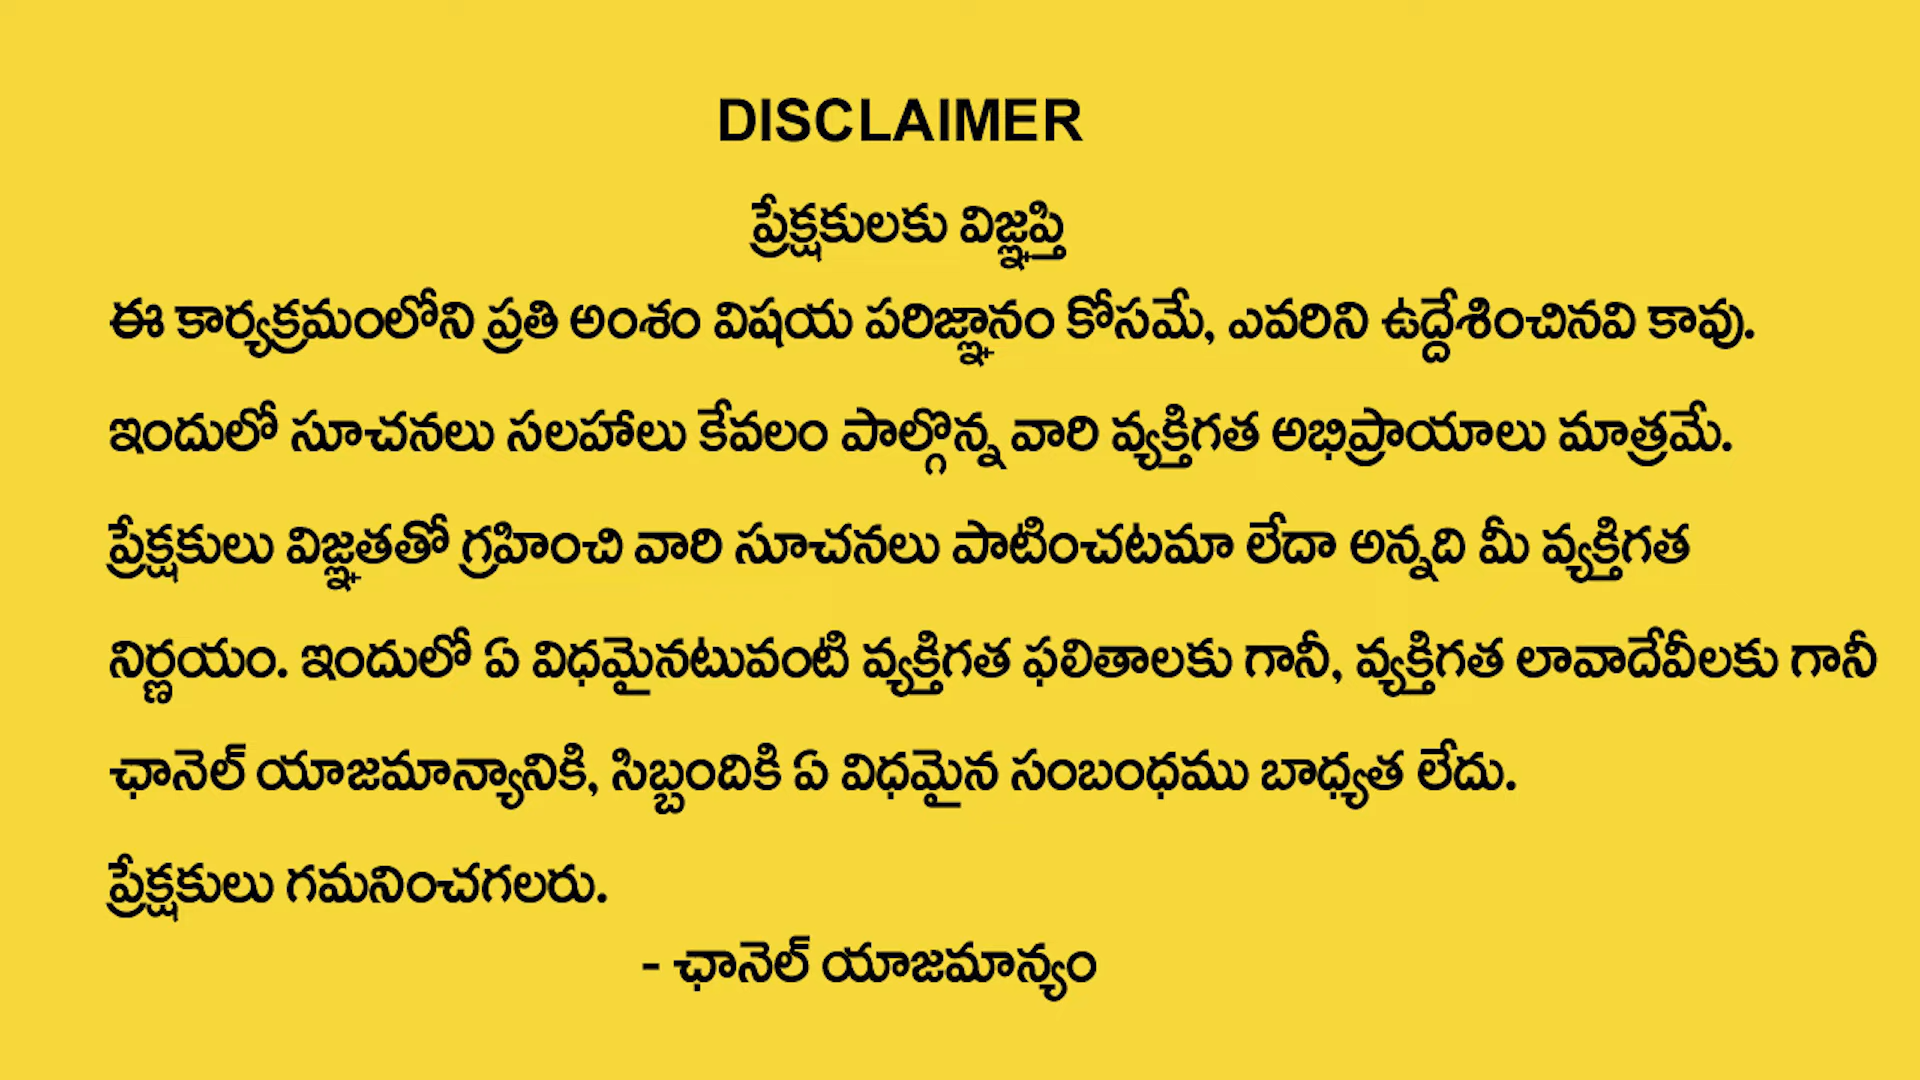 DISCLAIMER
ప్రేక్షకులకు విజ్ఞప్తి
ఈ కార్యక్రమంలోని ప్రతి అంశం విషయ పరిజ్ఞానం కోసమే, ఎవరిని ఉద్దేశించినవి కావు.
ఇందులో సూచనలు సలహాలు కేవలం పాల్గొన్న వారి వ్యక్తిగత అభిప్రాయాలు మాత్రమే.
ప్రేక్షకులు విజ్ఞతతో గ్రహించి వారి సూచనలు పాటించటమా లేదా అన్నది మీ వ్యక్తిగత
నిర్ణయం. ఇందులో ఏ విధమైనటువంటి వ్యక్తిగత ఫలితాలకు గానీ, వ్యక్తిగత లావాదేవీలకు గానీ
ఛానెల్ యాజమాన్యానికి, సిబ్బందికి ఏ విధమైన సంబంధము బాధ్యత లేదు.
ప్రేక్షకులు గమనించగలరు.
- ఛానెల్ యాజమాన్యం